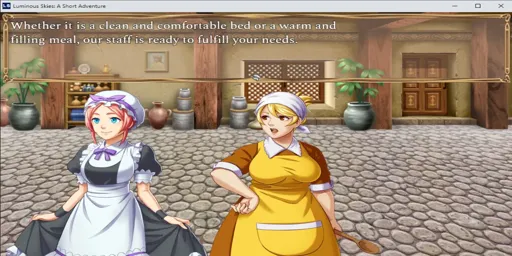 Luminous Skies: A Short Adventure
Whether it is a clean and comfortable bed or a warm and
filling meal, our staff is ready to fulfill your needs.